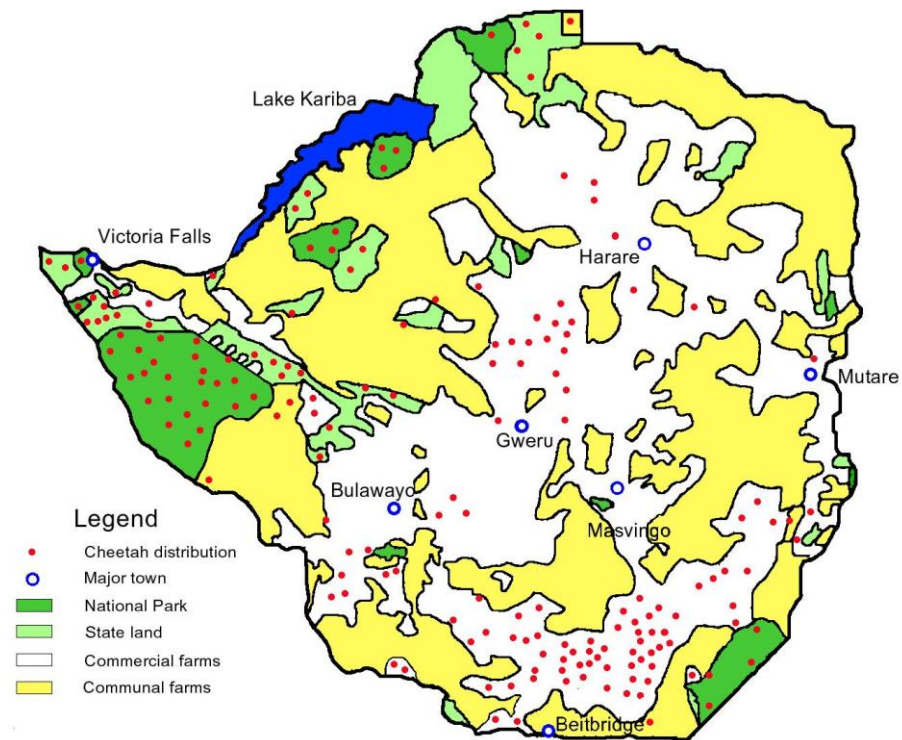 Lake Kariba
Victoria Falls
Harare
Mutare
Gweru
Bulawayo
Masvingo
Beitbridge
Legend
Cheetah distribution
Major town
National Park
State land
Commercial farms
Communal farms